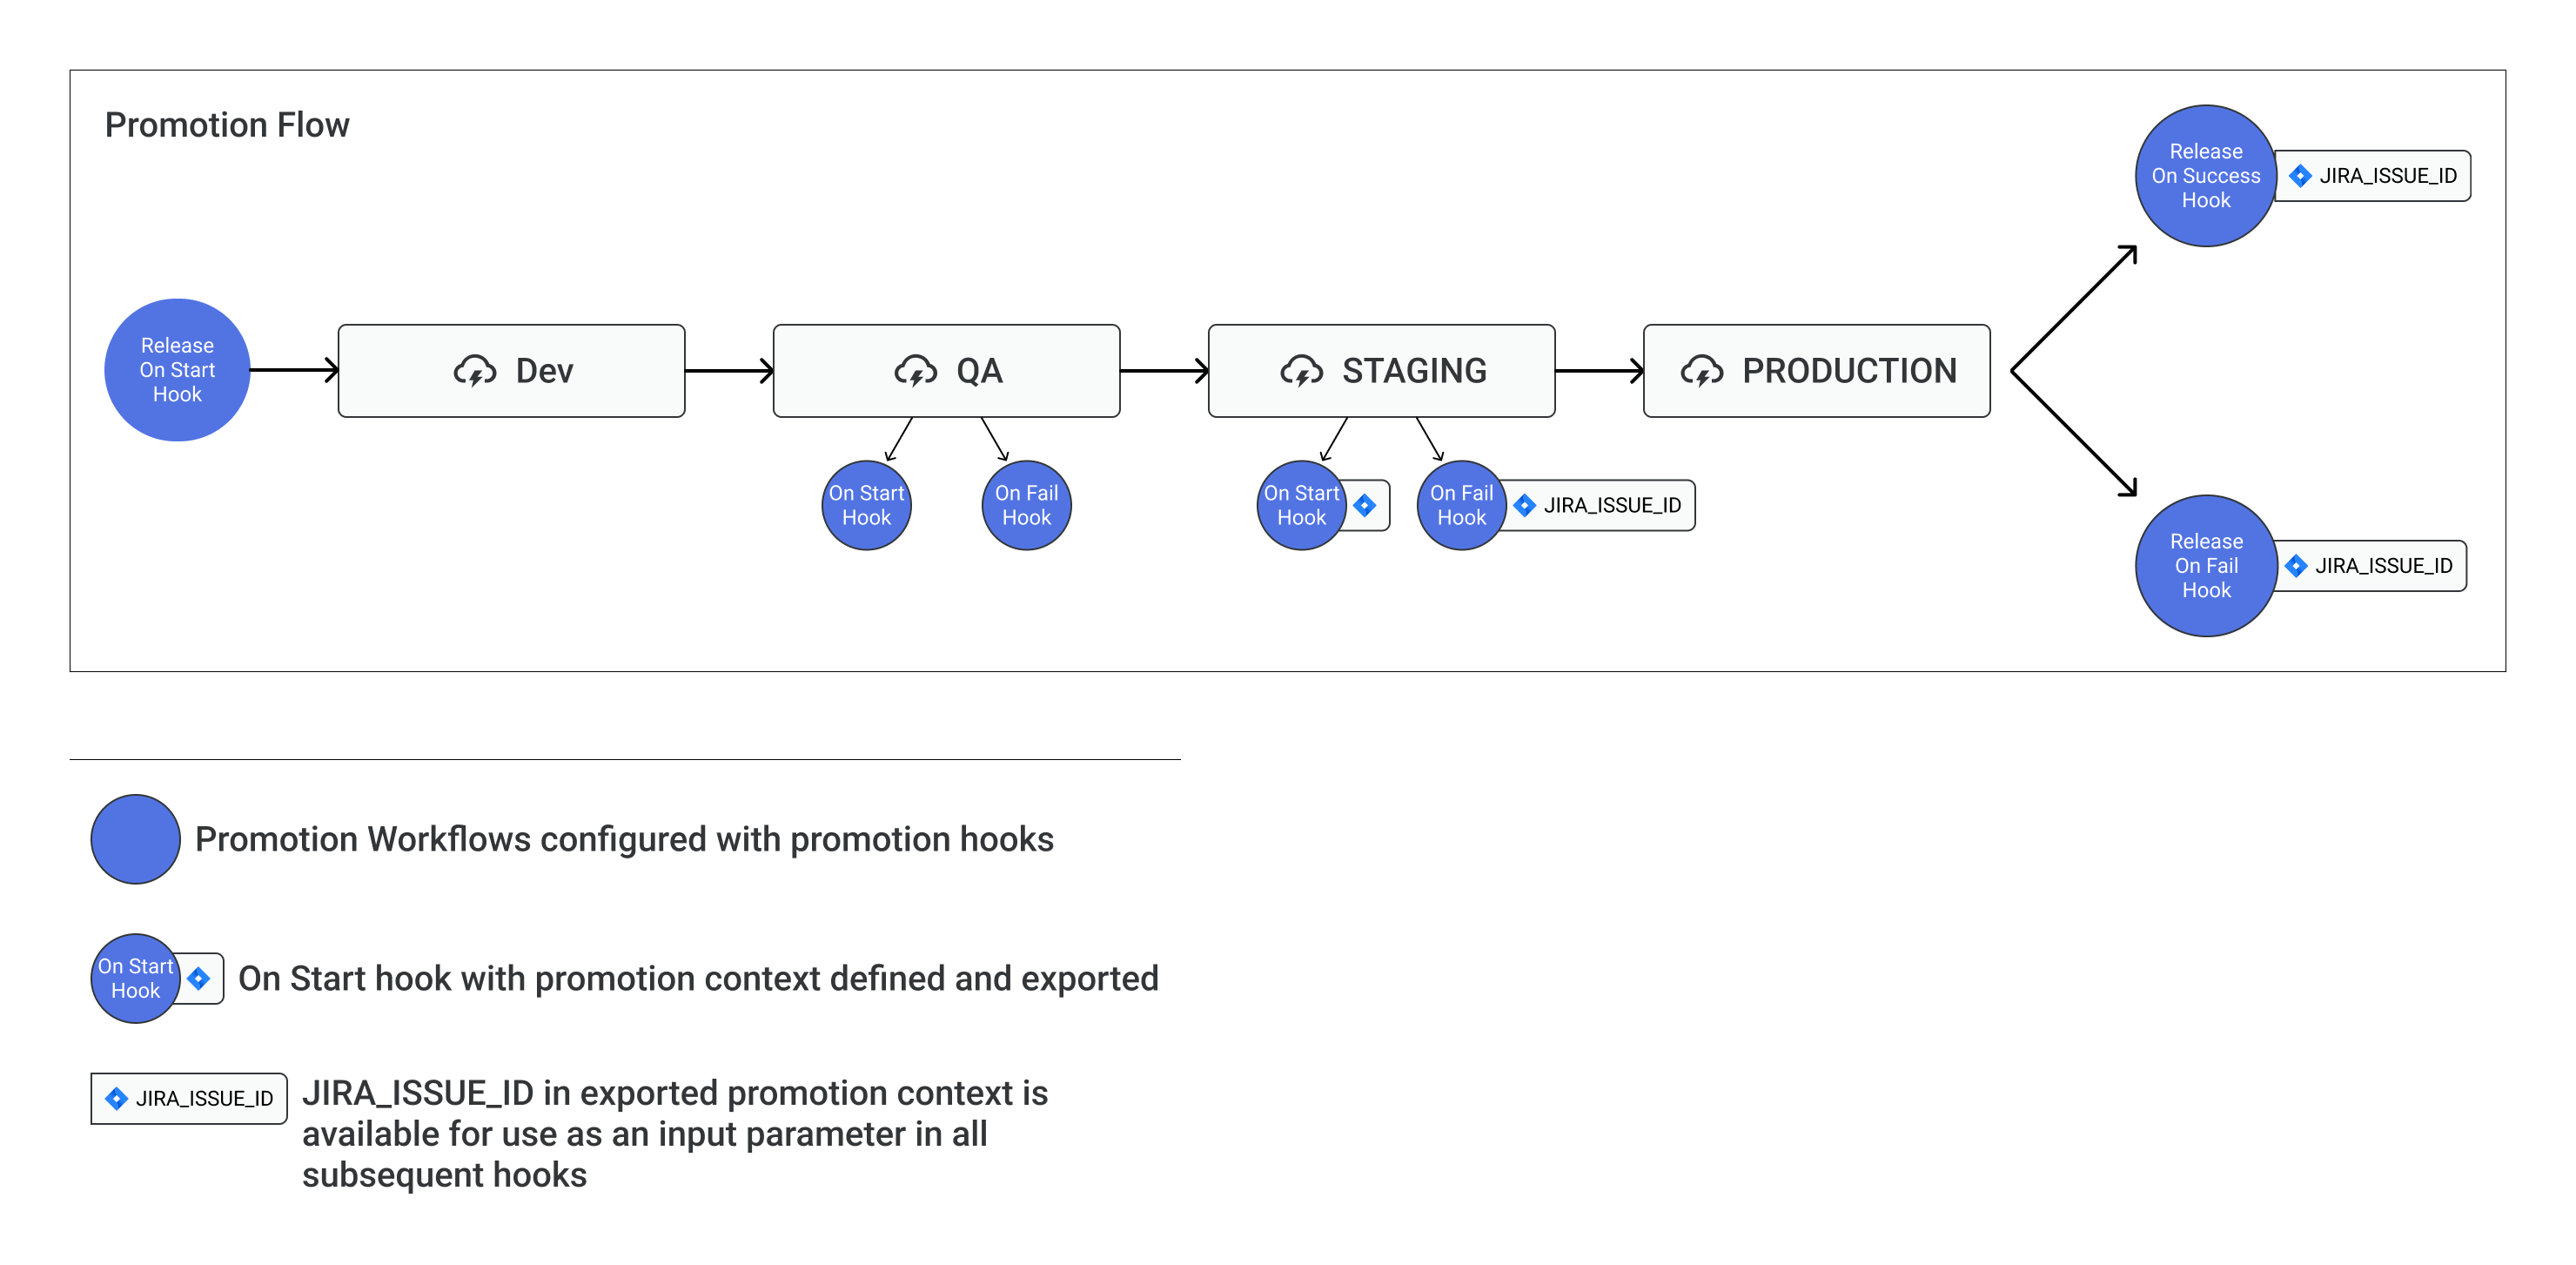 Promotion Flow
Release
On Success
Hook
JIRA_ISSUE_ID
Release
On Start
Hook
Dev
QA
STAGING
PRODUCTION
On Start
Hook
On Fail
Hook
On Start
Hook
On Fail
Hook
JIRA_ISSUE_ID
Release
On Fail
Hook
JIRA_ISSUE_ID
Promotion Workflows configured with promotion hooks
On Start
Hook
On Start hook with promotion context defined and exported
JIRA_ISSUE_ID
JIRA_ISSUE_ID in exported promotion context is
available for use as an input parameter in all
subsequent hooks